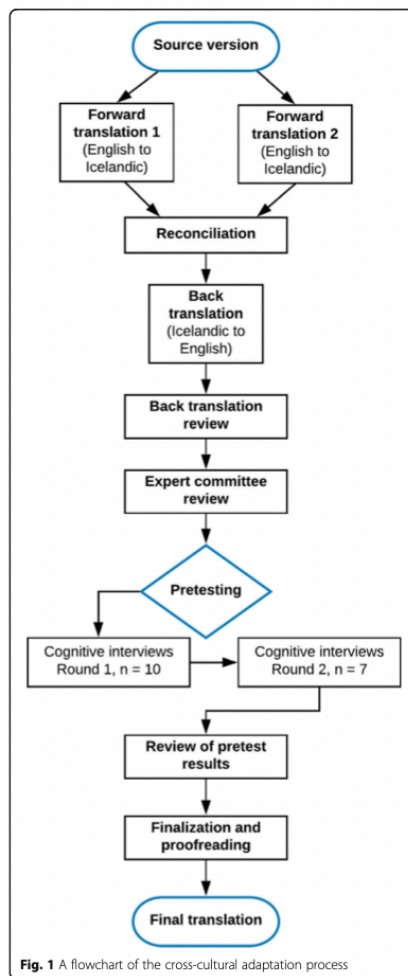 Source version
Forward
translation 1
(English to
Icelandic)
Forward
translation 2
(English to
Icelandic)
Reconciliation
Back
translation
(Icelandic to
English)
Back translation
review
Expert committee
review
Pretesting
Cognitive interviews
Round 1, n = 10
Cognitive interviews
Round 2, n = 7
Review of pretest
results
Finalization and
proofreading
Final translation
Fig. 1 A flowchart of the cross-cultural adaptation process